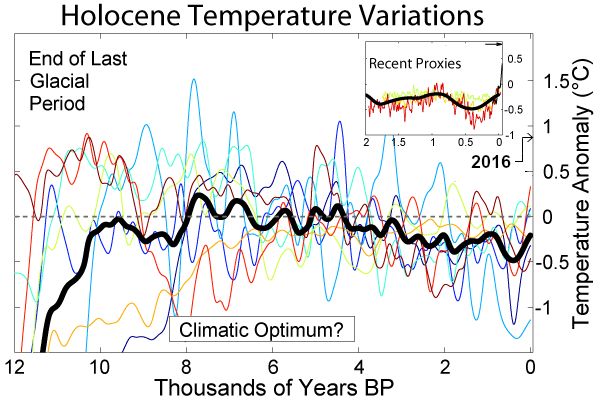 Holocene Temperature Variations
End of Last
Glacial
Period
Recent Proxies
0.5
0
-0.5
-1
2
1.5
1
0.5
0
2016
1.5
1
0.5
0
-0.5
-1
Temperature Anomaly (°C)
Climatic Optimum?
12
10
8
6
4
2
0
Thousands of Years BP